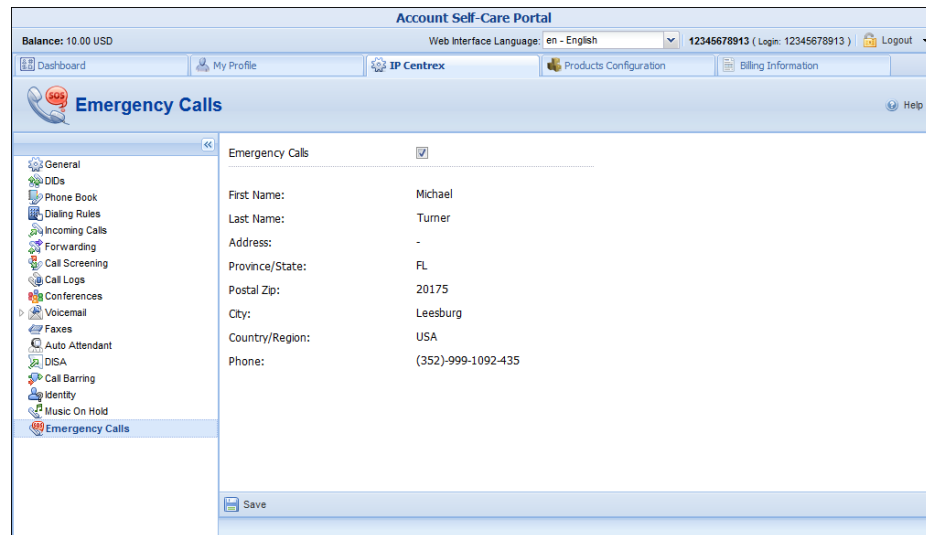 Account Self-Care Portal
Balance: 10.00 USD Web Interface Language: en - English 12345678913 ( Login: 12345678913 ) Logout
Dashboard My Profile IP Centrex Products Configuration Billing Information
SOS Emergency Calls Help
General
DIDs
Phone Book
Dialing Rules
Incoming Calls
Forwarding
Call Screening
Call Logs
Conferences
Voicemail
Faxes
Auto Attendant
DISA
Call Barring
Identity
Music On Hold
Emergency Calls
Emergency Calls
First Name: Michael
Last Name: Turner
Address: -
Province/State: FL
Postal Zip: 20175
City: Leesburg
Country/Region: USA
Phone: (352)-999-1092-435
Save